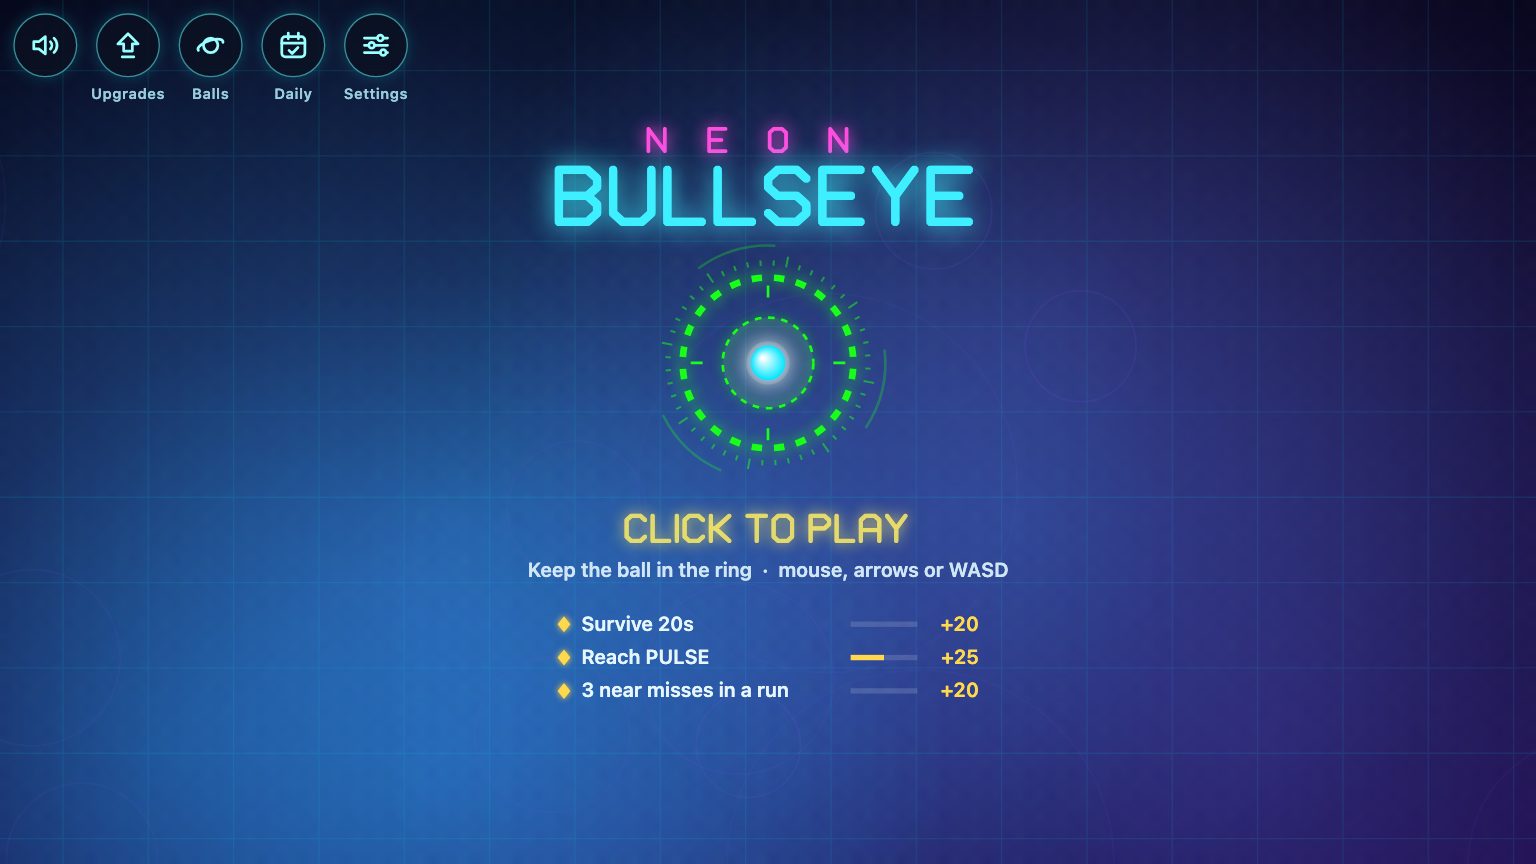 Upgrades Balls Daily Settings
NEON
BULLSEYE
CLICK TO PLAY
Keep the ball in the ring · mouse, arrows or WASD
Survive 20s +20
Reach PULSE +25
3 near misses in a run +20